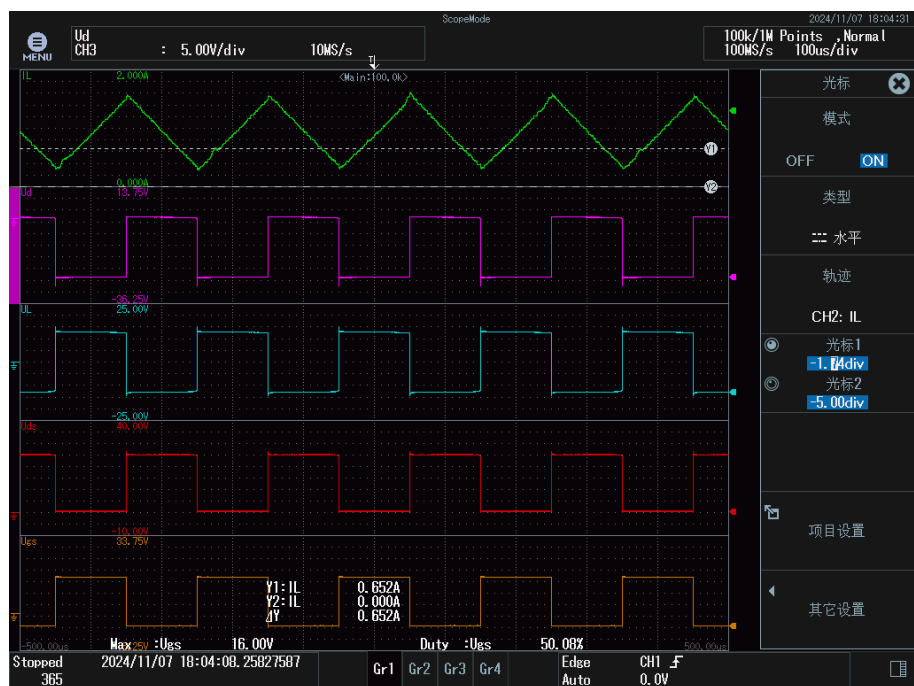 ScopeMode 2024/11/07 18:04:31
MENU
Ud
CH3 : 5.00V/div 10MS/s
100k/1M Points , Normal
100MS/s 100us/div
IL 2.000A <Main:100.0k>
Y1
0.000A Y2
Ud 13.75V
-36.25V
UL 25.00V
-25.00V
Uds 40.00V
-10.00V
Ugs 33.75V
Y1:IL 0.652A
Y2:IL 0.000A
⊿Y 0.652A
-500.00us Max :Ugs 16.00V Duty :Ugs 50.08% 500.00us
光标
模式
OFF ON
类型
水平
轨迹
CH2: IL
光标1
-1.74div
光标2
-5.00div
项目设置
其它设置
Stopped 2024/11/07 18:04:08.25827587
365
Gr1 Gr2 Gr3 Gr4
Edge CH1
Auto 0.0V